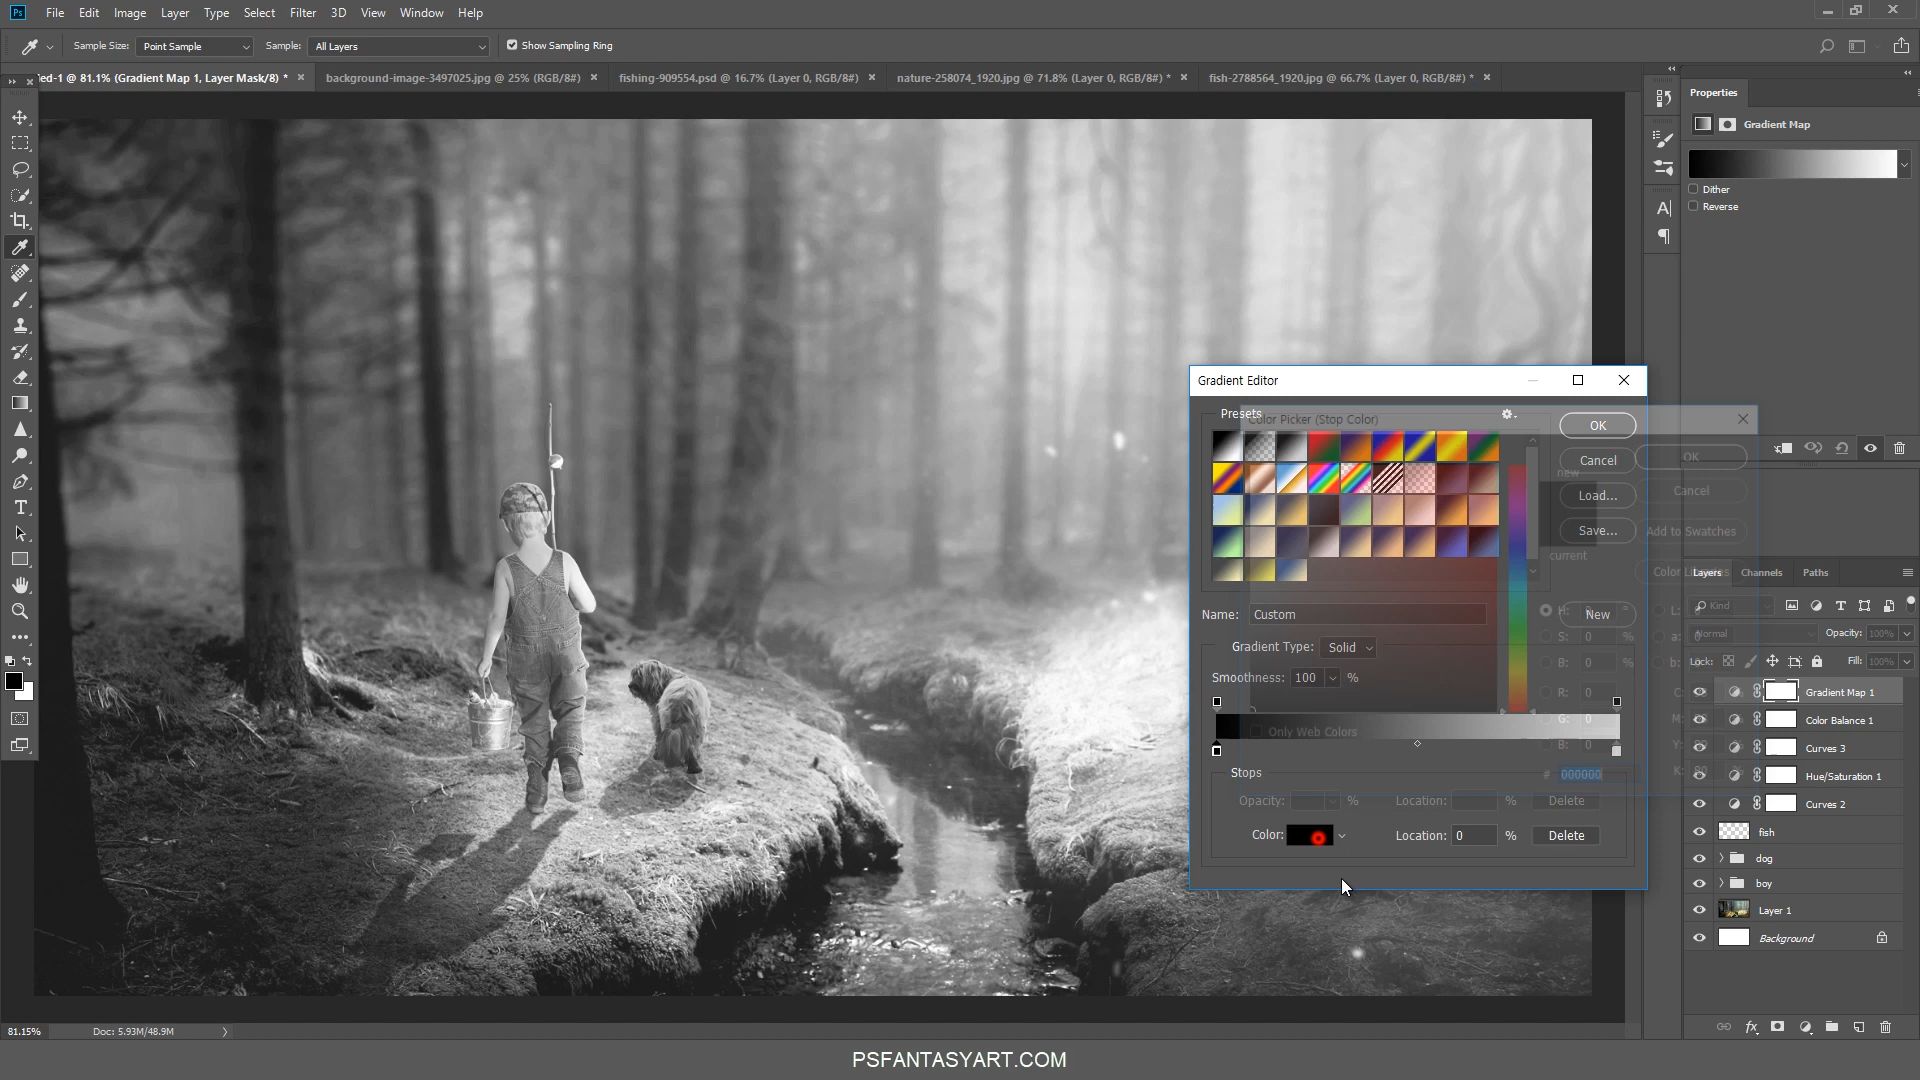 Ps File Edit Image Layer Type Select Filter 3D View Window Help
Sample Size: Point Sample Sample: All Layers Show Sampling Ring
led-1 @ 81.1% (Gradient Map 1, Layer Mask/8) * × background-image-3497025.jpg @ 25% (RGB/8#) × fishing-909554.psd @ 16.7% (Layer 0, RGB/8#) × nature-258074_1920.jpg @ 71.8% (Layer 0, RGB/8#) * × fish-2788564_1920.jpg @ 66.7% (Layer 0, RGB/8#) * ×
Properties
Gradient Map
Dither
Reverse
Gradient Editor
Presets
Color Picker (Stop Color)
OK
Cancel
Load...
Save...
New
new
current
OK
Cancel
Add to Swatches
Name: Custom
Gradient Type: Solid
Smoothness: 100 %
Only Web Colors
H:
S: 0 %
B: 0 %
R: 0
G: 0
B: 0
L:
a: 0
b:
C:
M:
Y:
K:
# 000000
Stops
Opacity: % Location: % Delete
Color: Location: 0 % Delete
Layers Channels Paths
Kind
Normal Opacity: 100%
Lock: Fill: 100%
Gradient Map 1
Color Balance 1
Curves 3
Hue/Saturation 1
Curves 2
fish
dog
boy
Layer 1
Background
fx
81.15% Doc: 5.93M/48.9M
PSFANTASYART.COM